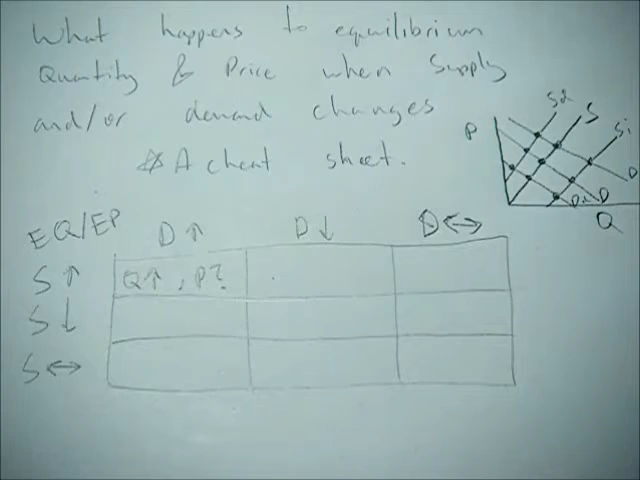 What happens to equilibrium
Quantity & Price when Supply
and/or demand changes
☆ A cheat sheet.
P
S2
S
S1
D
D
Q
EQ/EP
D↑
D↓
D↔
S↑
Q↑, P?
S↓
S↔